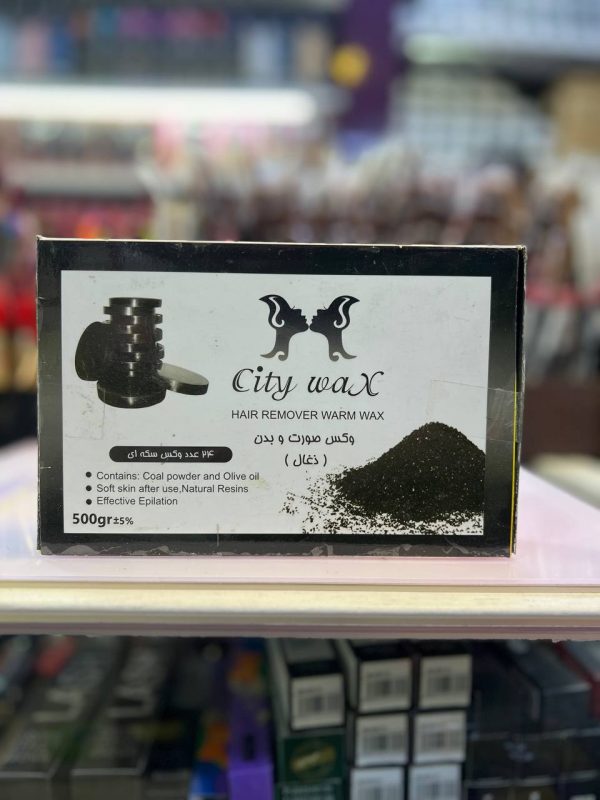 City wax
HAIR REMOVER WARM WAX
وکس صورت و بدن
( ذغال )
۲۴ عدد وکس سکه ای
Contains: Coal powder and Olive oil
Soft skin after use,Natural Resins
Effective Epilation
500gr±5%